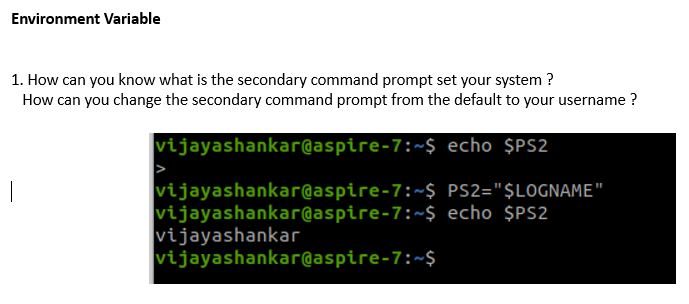 Environment Variable
1. How can you know what is the secondary command prompt set your system ?
How can you change the secondary command prompt from the default to your username ?
vijayashankar@aspire-7:~$ echo $PS2
>
vijayashankar@aspire-7:~$ PS2="$LOGNAME"
vijayashankar@aspire-7:~$ echo $PS2
vijayashankar
vijayashankar@aspire-7:~$